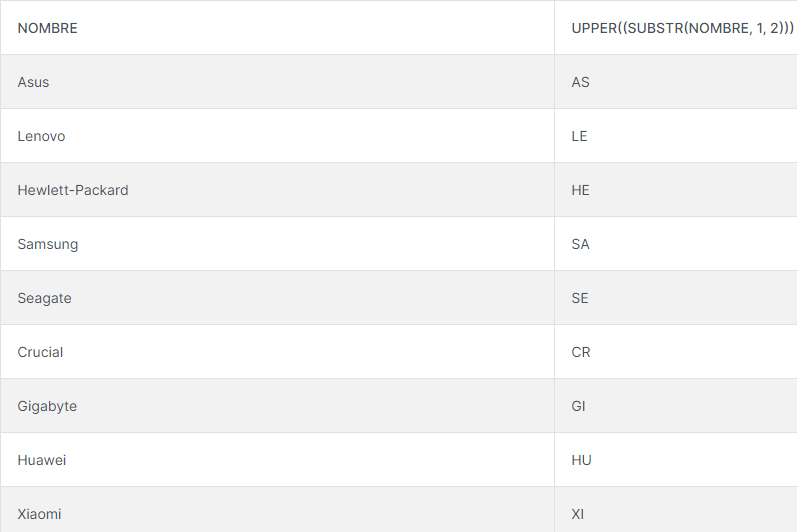 NOMBRE UPPER((SUBSTR(NOMBRE, 1, 2)))
Asus AS
Lenovo LE
Hewlett-Packard HE
Samsung SA
Seagate SE
Crucial CR
Gigabyte GI
Huawei HU
Xiaomi XI